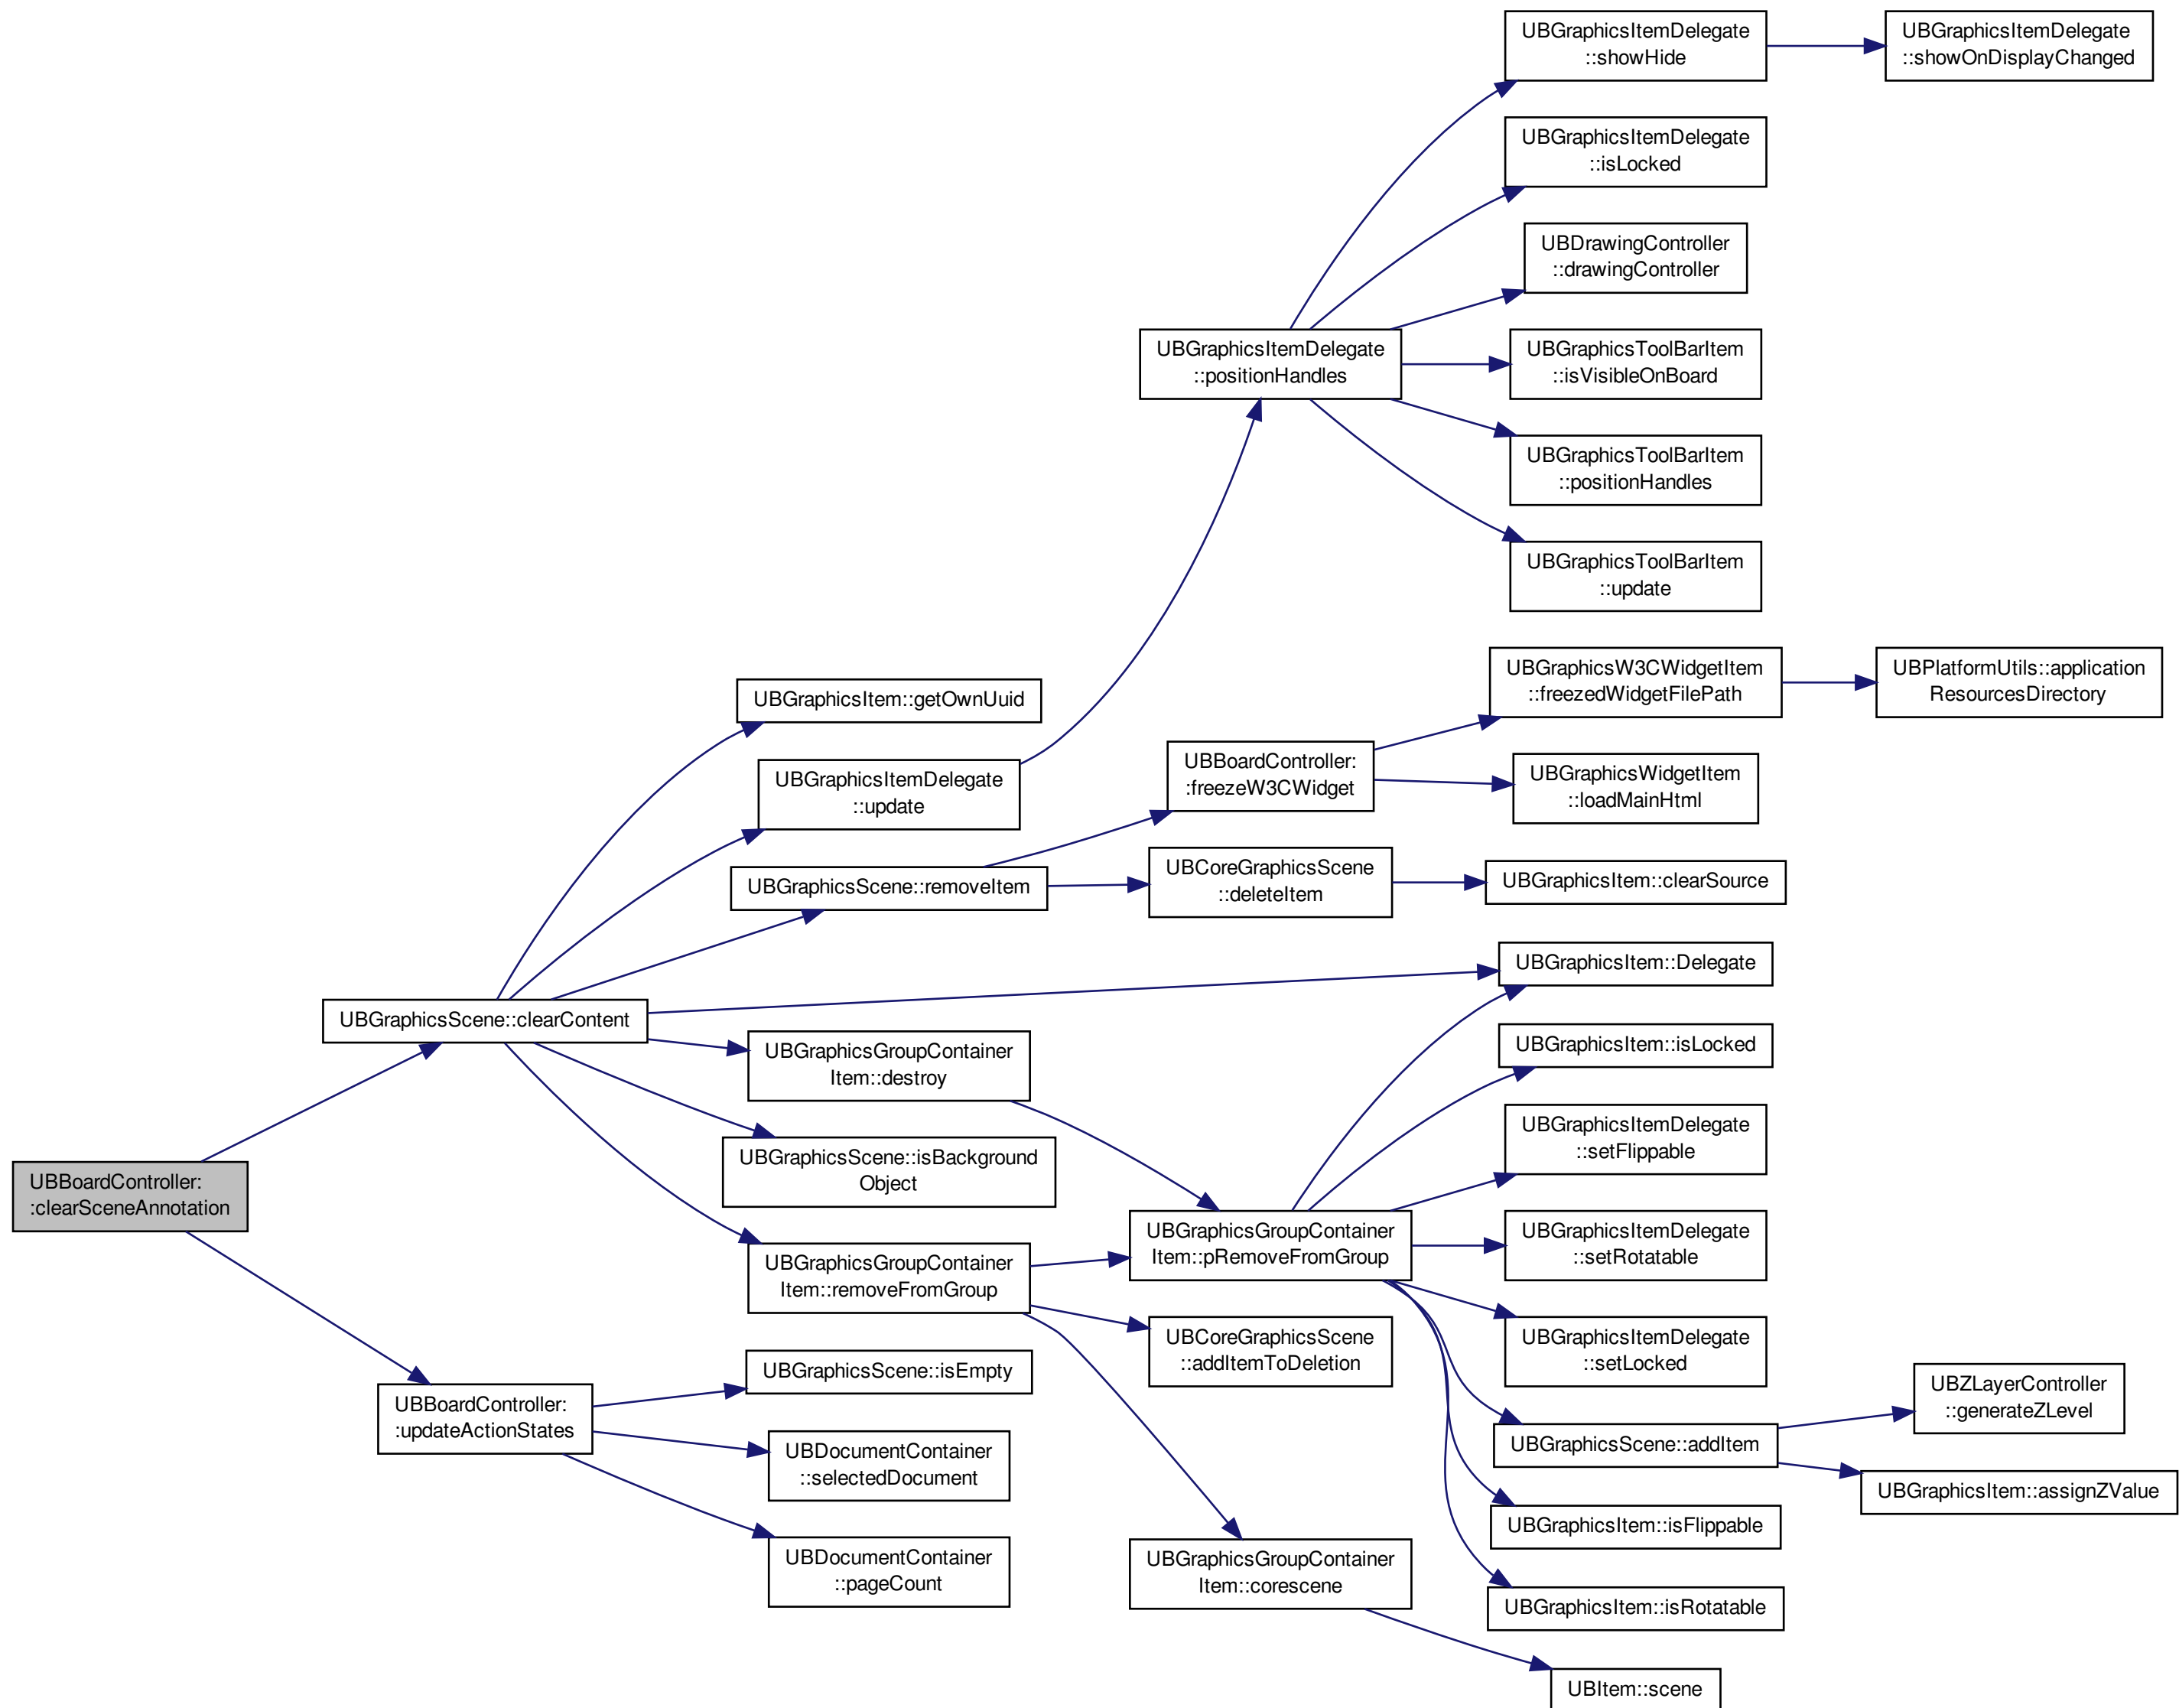 UBGraphicsItemDelegate
::showHide
UBGraphicsItemDelegate
::showOnDisplayChanged
UBGraphicsItemDelegate
::isLocked
UBDrawingController
::drawingController
UBGraphicsItemDelegate
::positionHandles
UBGraphicsToolBarItem
::isVisibleOnBoard
UBGraphicsToolBarItem
::positionHandles
UBGraphicsToolBarItem
::update
UBGraphicsItem::getOwnUuid
UBGraphicsW3CWidgetItem
::freezedWidgetFilePath
UBPlatformUtils::application
ResourcesDirectory
UBGraphicsItemDelegate
::update
UBBoardController:
:freezeW3CWidget
UBGraphicsWidgetItem
::loadMainHtml
UBGraphicsScene::removeItem
UBCoreGraphicsScene
::deleteItem
UBGraphicsItem::clearSource
UBGraphicsItem::Delegate
UBGraphicsScene::clearContent
UBGraphicsGroupContainer
Item::destroy
UBGraphicsItem::isLocked
UBGraphicsItemDelegate
::setFlippable
UBGraphicsScene::isBackground
Object
UBBoardController:
:clearSceneAnnotation
UBGraphicsGroupContainer
Item::pRemoveFromGroup
UBGraphicsItemDelegate
::setRotatable
UBGraphicsGroupContainer
Item::removeFromGroup
UBCoreGraphicsScene
::addItemToDeletion
UBGraphicsItemDelegate
::setLocked
UBGraphicsScene::isEmpty
UBBoardController:
:updateActionStates
UBZLayerController
::generateZLevel
UBGraphicsScene::addItem
UBDocumentContainer
::selectedDocument
UBGraphicsItem::assignZValue
UBGraphicsItem::isFlippable
UBDocumentContainer
::pageCount
UBGraphicsGroupContainer
Item::corescene
UBGraphicsItem::isRotatable
UBItem::scene